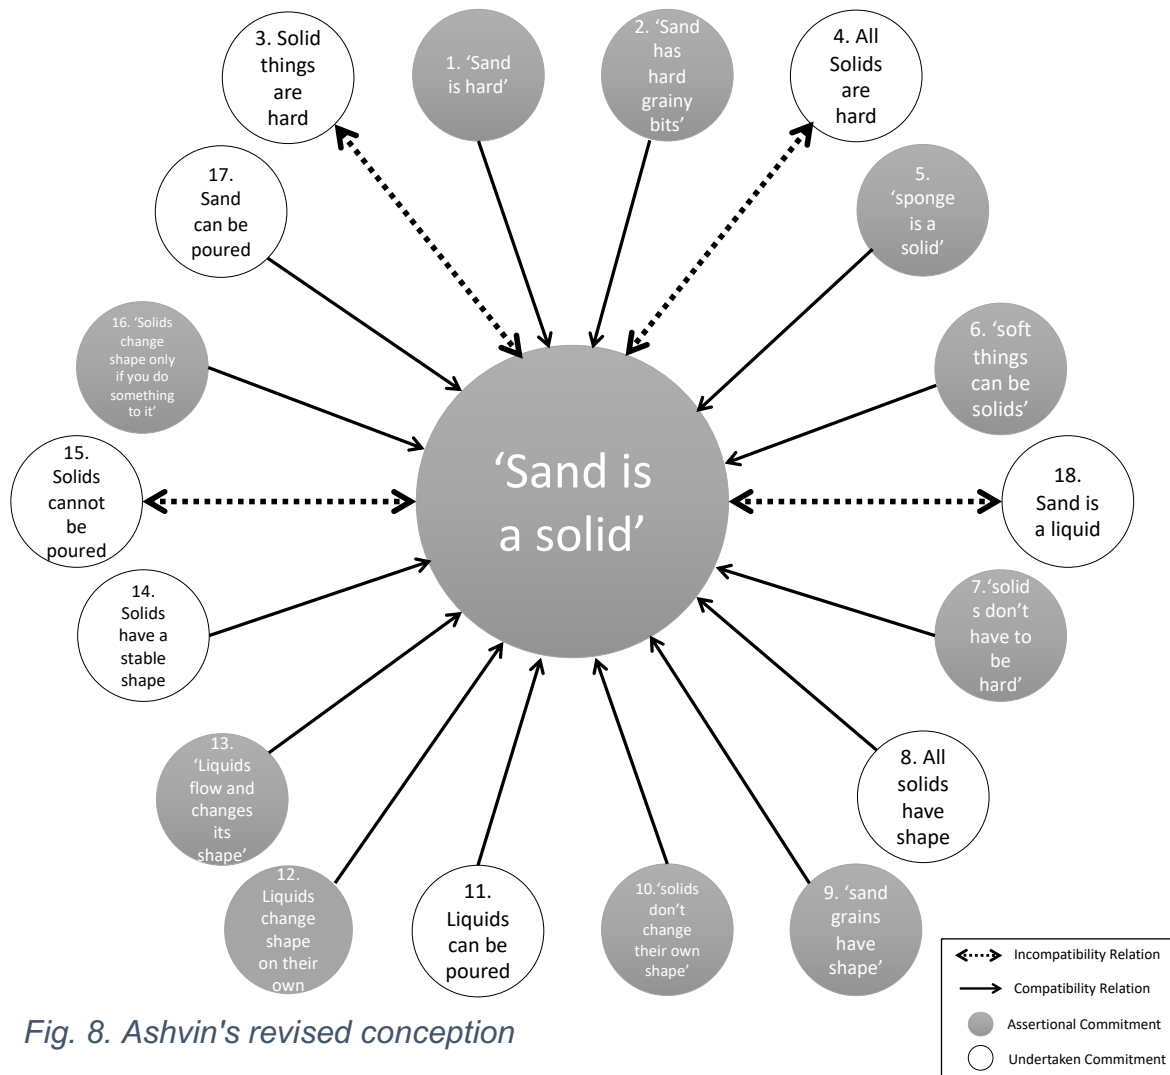 3. Solid
things
are
hard
1. ‘Sand
is hard’
2. ‘Sand
has
hard
grainy
bits’
4. All
Solids
are
hard
5.
‘sponge
is a
solid’
6. ‘soft
things
can be
solids’
18.
Sand is
a liquid
7.‘solid
s don’t
have to
be
hard’
8. All
solids
have
shape
9. ‘sand
grains
have
shape’
10.‘solids
don’t
change
their own
shape’
11.
Liquids
can be
poured
12.
Liquids
change
shape
on their
own
13.
‘Liquids
flow and
changes
its
shape’
14.
Solids
have a
stable
shape
15.
Solids
cannot
be
poured
16. ‘Solids
change
shape only
if you do
something
to it’
17.
Sand
can be
poured
‘Sand is
a solid’
Incompatibility Relation
Compatibility Relation
Assertional Commitment
Undertaken Commitment
Fig. 8. Ashvin's revised conception